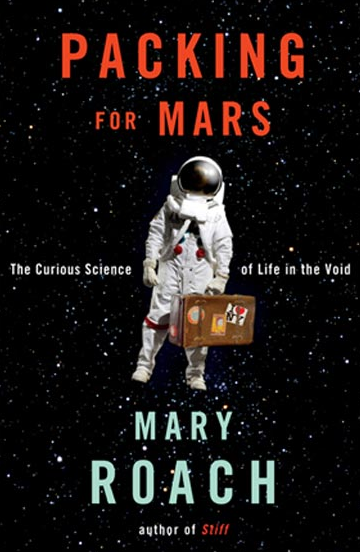 PACKING
FOR MARS
The Curious Science of Life in the Void
MARY
ROACH
author of Stiff